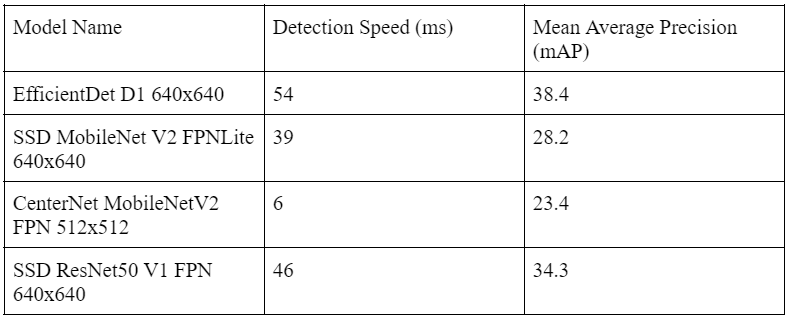 Model Name
Detection Speed (ms)
Mean Average Precision
(mAP)
EfficientDet D1 640x640
54
38.4
SSD MobileNet V2 FPNLite
640x640
39
28.2
CenterNet MobileNetV2
FPN 512x512
6
23.4
SSD ResNet50 V1 FPN
640x640
46
34.3